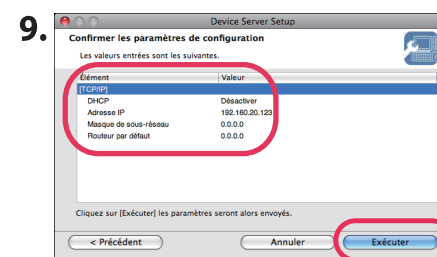 9.
Device Server Setup
Confirmer les paramètres de configuration
Les valeurs entrées sont les suivantes.
Élément Valeur
[TCP/IP]
DHCP Désactiver
Adresse IP 192.160.20.123
Masque de sous-réseau 0.0.0.0
Routeur par défaut 0.0.0.0
Cliquez sur [Exécuter] les paramètres seront alors envoyés.
< Précédent Annuler Exécuter